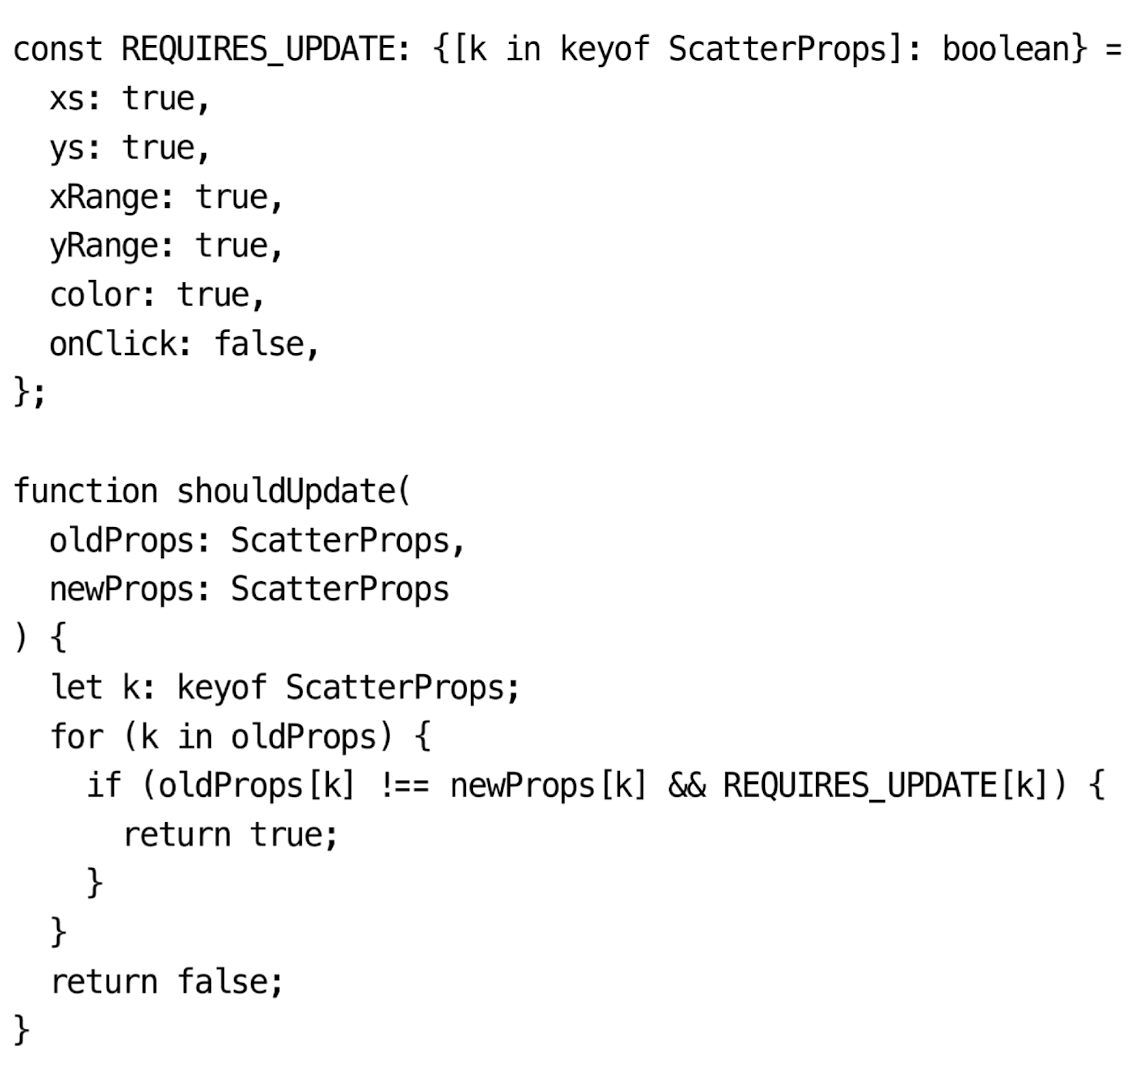 const REQUIRES_UPDATE: {[k in keyof ScatterProps]: boolean} =
  xs: true,
  ys: true,
  xRange: true,
  yRange: true,
  color: true,
  onClick: false,
};

function shouldUpdate(
  oldProps: ScatterProps,
  newProps: ScatterProps
) {
  let k: keyof ScatterProps;
  for (k in oldProps) {
    if (oldProps[k] !== newProps[k] && REQUIRES_UPDATE[k]) {
      return true;
    }
  }
  return false;
}